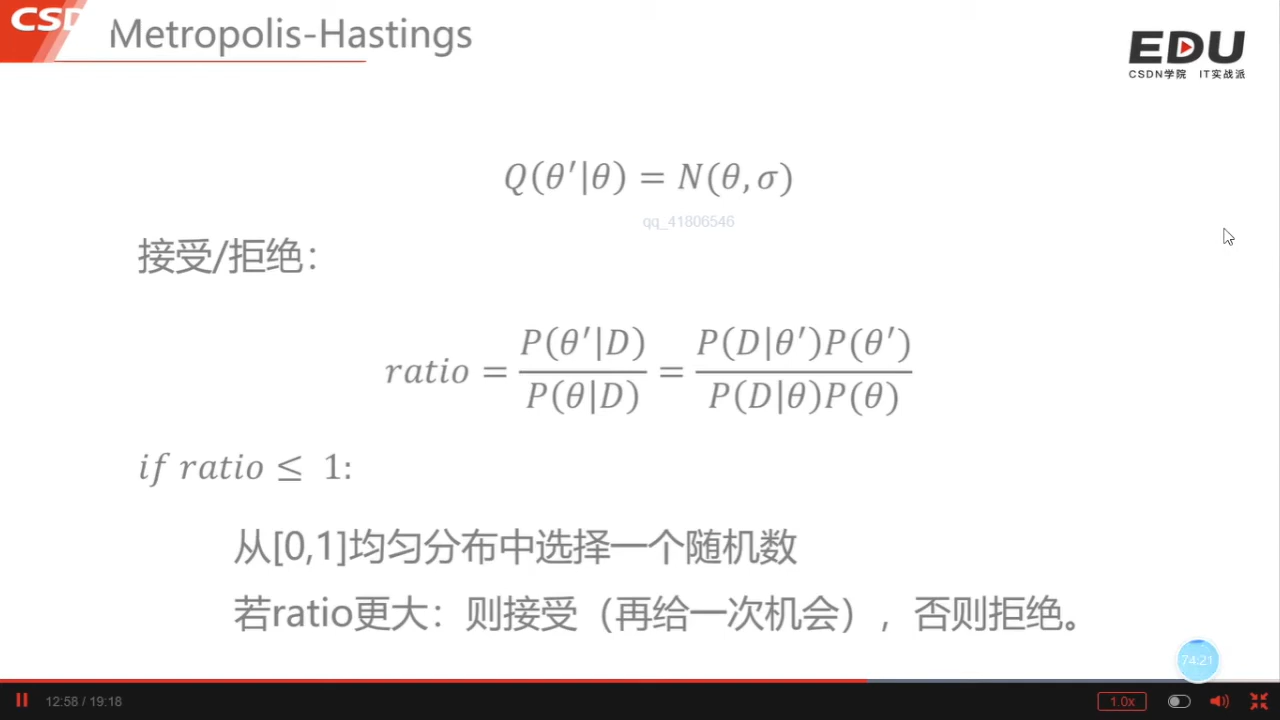 CSD
Metropolis-Hastings
EDU
CSDN学院 IT实战派
Q(θ′|θ) = N(θ, σ)
qq_41806546
接受/拒绝：
ratio = P(θ′|D) / P(θ|D) = P(D|θ′)P(θ′) / P(D|θ)P(θ)
if ratio ≤ 1:
从[0,1]均匀分布中选择一个随机数
若ratio更大：则接受（再给一次机会），否则拒绝。
74:21
12:58 / 19:18
1.0x